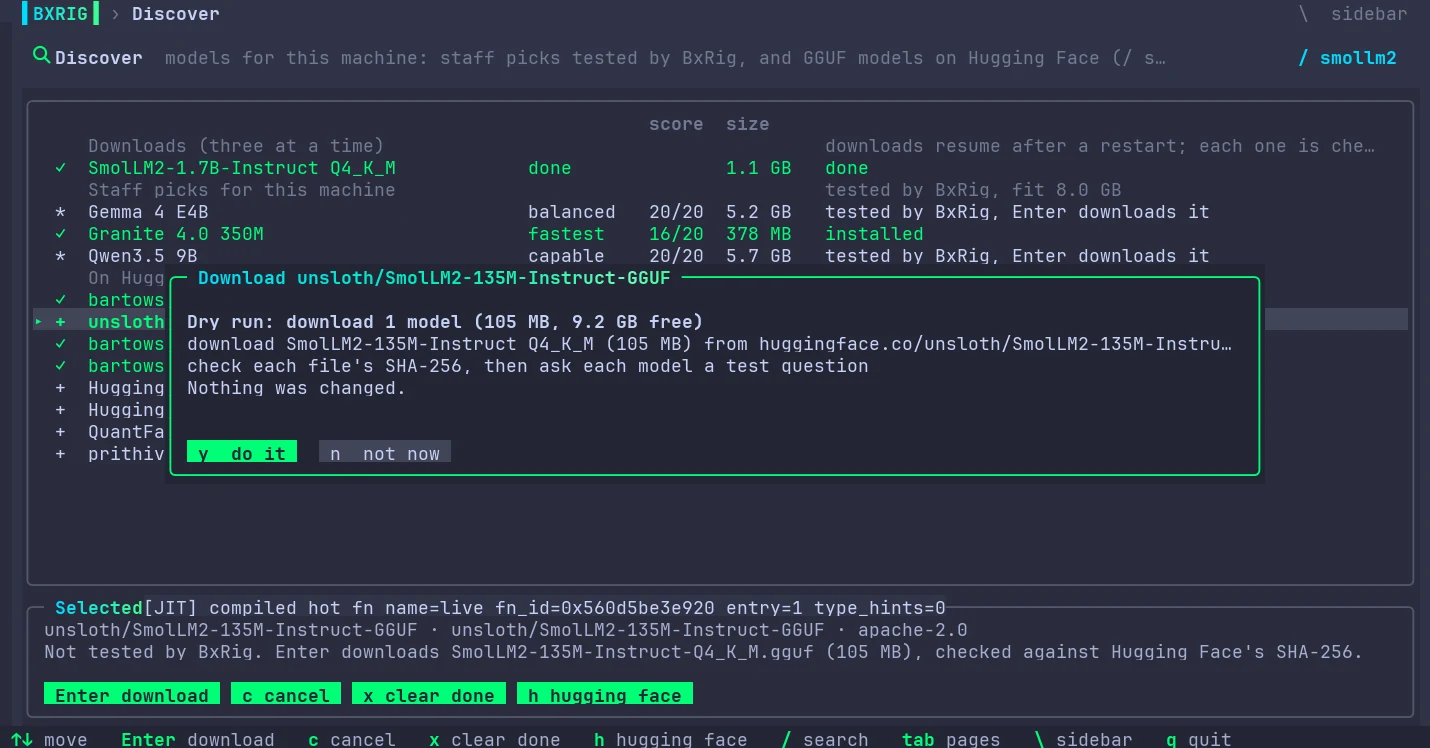 BXRIG › Discover \ sidebar
Discover models for this machine: staff picks tested by BxRig, and GGUF models on Hugging Face (/ s… / smollm2
score size
Downloads (three at a time) downloads resume after a restart; each one is che…
✓ SmolLM2-1.7B-Instruct Q4_K_M done 1.1 GB done
Staff picks for this machine tested by BxRig, fit 8.0 GB
* Gemma 4 E4B balanced 20/20 5.2 GB tested by BxRig, Enter downloads it
✓ Granite 4.0 350M fastest 16/20 378 MB installed
* Qwen3.5 9B capable 20/20 5.7 GB tested by BxRig, Enter downloads it
On Hugg
✓ bartows
▸ + unsloth
✓ bartows
✓ bartows
+ Hugging
+ Hugging
+ QuantFa
+ prithiv
Download unsloth/SmolLM2-135M-Instruct-GGUF
Dry run: download 1 model (105 MB, 9.2 GB free)
download SmolLM2-135M-Instruct Q4_K_M (105 MB) from huggingface.co/unsloth/SmolLM2-135M-Instru…
check each file's SHA-256, then ask each model a test question
Nothing was changed.
y do it n not now
Selected[JIT] compiled hot fn name=live fn_id=0x560d5be3e920 entry=1 type_hints=0
unsloth/SmolLM2-135M-Instruct-GGUF · unsloth/SmolLM2-135M-Instruct-GGUF · apache-2.0
Not tested by BxRig. Enter downloads SmolLM2-135M-Instruct-Q4_K_M.gguf (105 MB), checked against Hugging Face's SHA-256.
Enter download c cancel x clear done h hugging face
↑↓ move Enter download c cancel x clear done h hugging face / search tab pages \ sidebar q quit